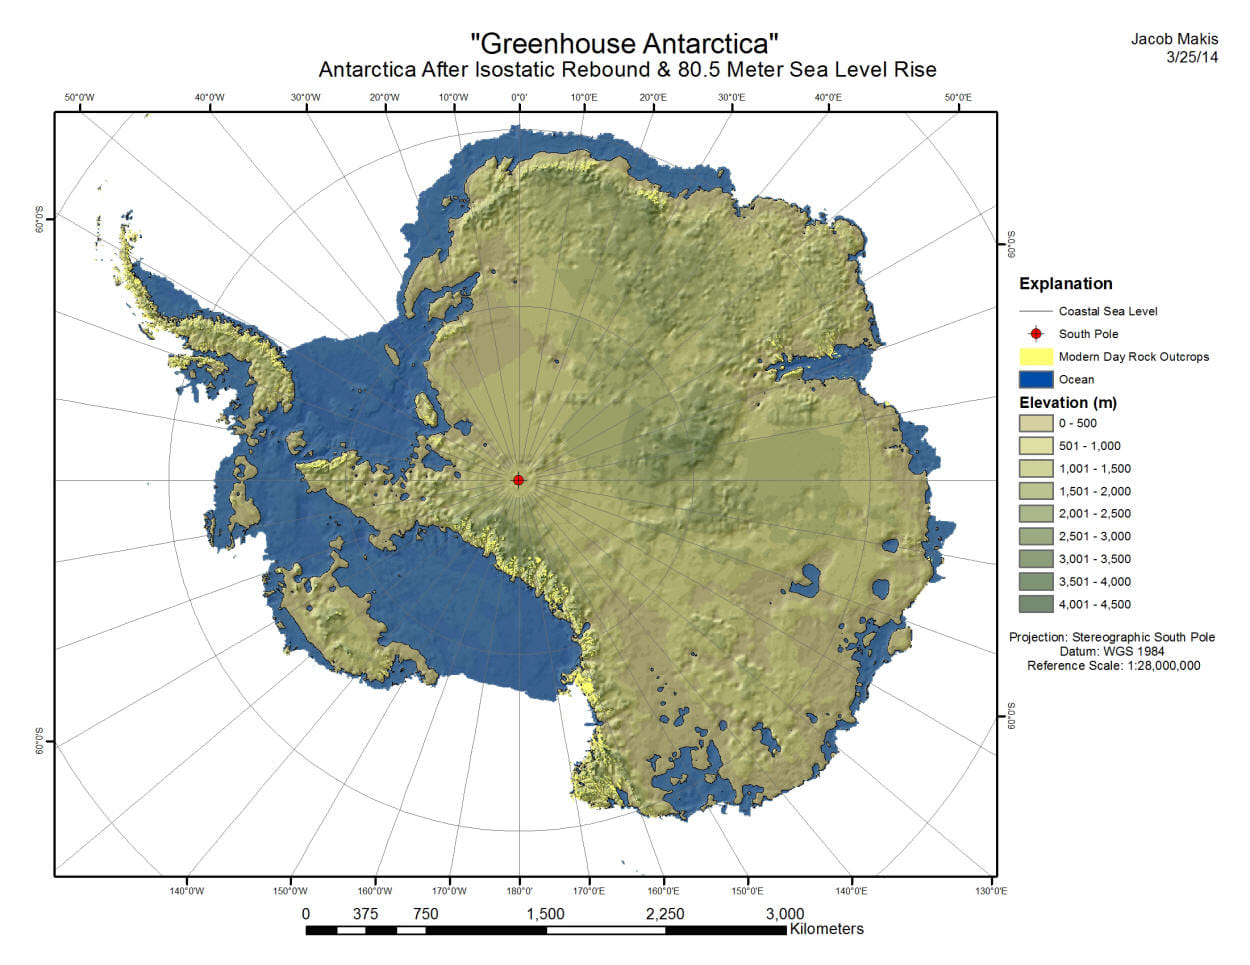 "Greenhouse Antarctica"
Antarctica After Isostatic Rebound & 80.5 Meter Sea Level Rise
Jacob Makis
3/25/14
50°0'W 40°0'W 30°0'W 20°0'W 10°0'W 0°0' 10°0'E 20°0'E 30°0'E 40°0'E 50°0'E
60°0'S
60°0'S
60°0'S
60°0'S
Explanation
Coastal Sea Level
South Pole
Modern Day Rock Outcrops
Ocean
Elevation (m)
0 - 500
501 - 1,000
1,001 - 1,500
1,501 - 2,000
2,001 - 2,500
2,501 - 3,000
3,001 - 3,500
3,501 - 4,000
4,001 - 4,500
Projection: Stereographic South Pole
Datum: WGS 1984
Reference Scale: 1:28,000,000
140°0'W 150°0'W 160°0'W 170°0'W 180°0' 170°0'E 160°0'E 150°0'E 140°0'E 130°0'E
0 375 750 1,500 2,250 3,000
Kilometers